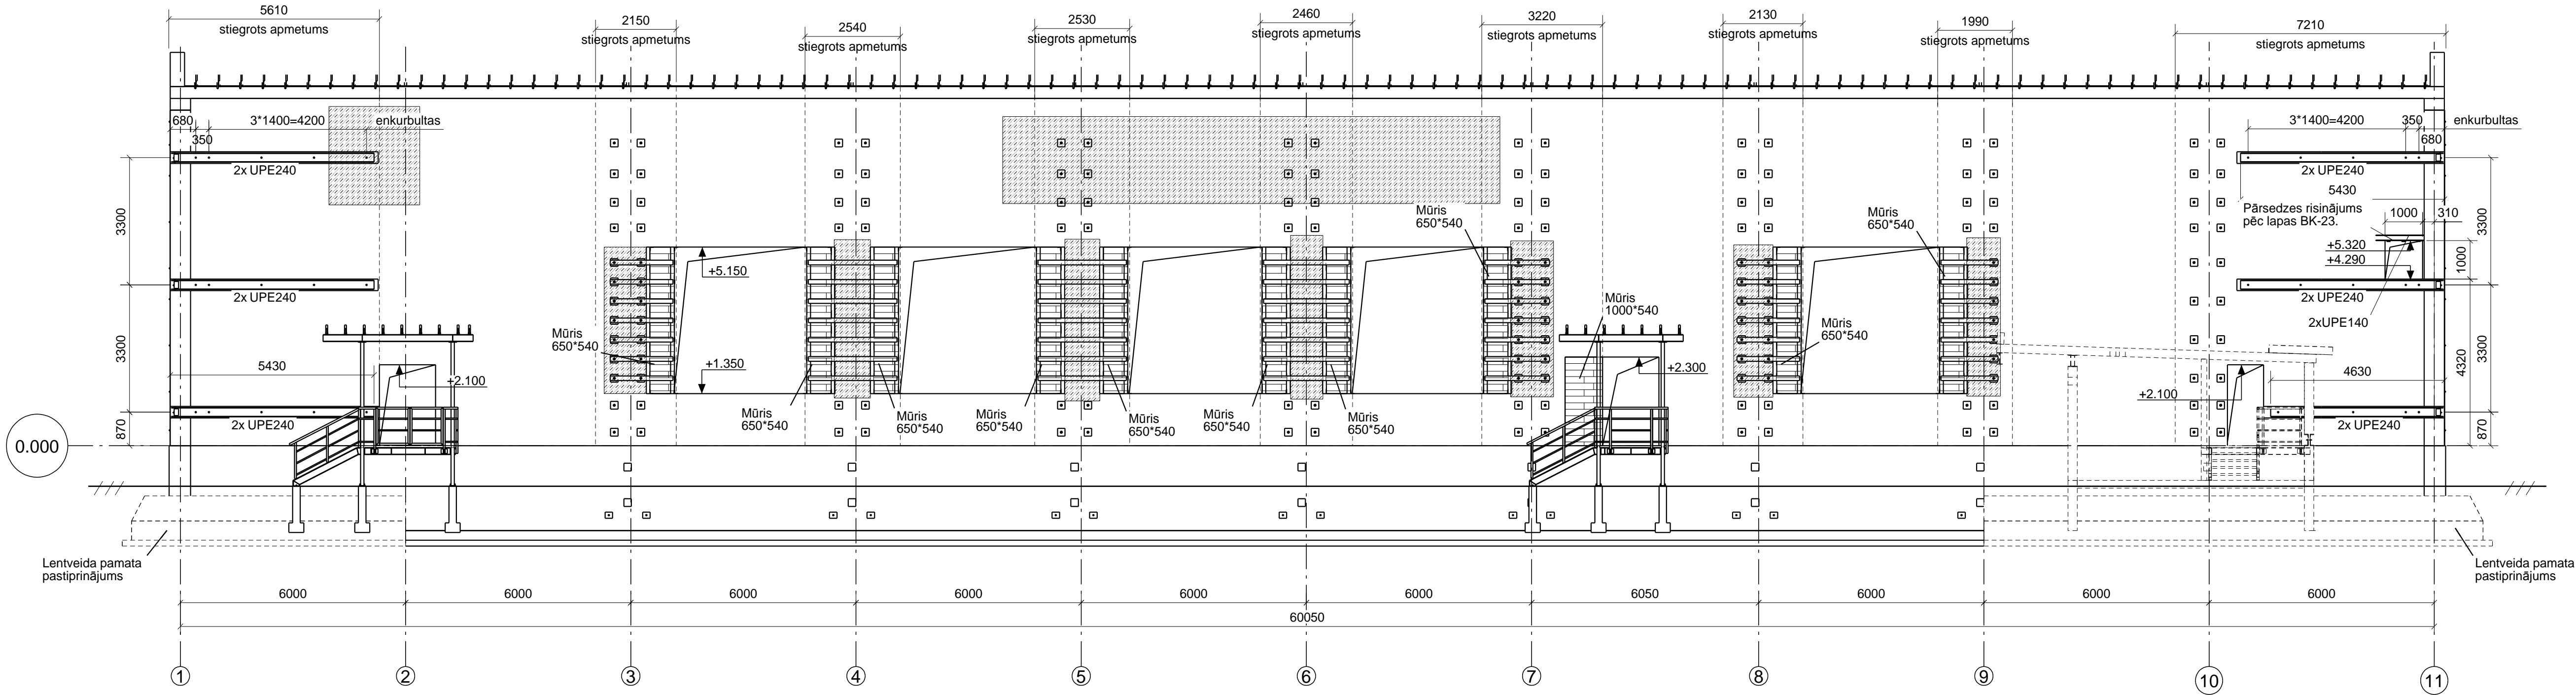 5610
stiegrots apmetums
2150
stiegrots apmetums
2540
stiegrots apmetums
2530
stiegrots apmetums
2460
stiegrots apmetums
3220
stiegrots apmetums
2130
stiegrots apmetums
1990
stiegrots apmetums
7210
stiegrots apmetums
680
3*1400=4200
enkurbultas
350
2x UPE240
3300
2x UPE240
3300
5430
+2.100
2x UPE240
870
0.000
Mūris
650*540
+5.150
+1.350
Mūris
650*540
Mūris
650*540
Mūris
650*540
Mūris
650*540
Mūris
650*540
Mūris
650*540
Mūris
650*540
Mūris
1000*540
+2.300
Mūris
650*540
Mūris
650*540
3*1400=4200
350
enkurbultas
680
2x UPE240
5430
Pārsedzes risinājums
pēc lapas BK-23.
1000
310
3300
+5.320
+4.290
1000
2x UPE240
2xUPE140
3300
4320
4630
+2.100
2x UPE240
870
Lentveida pamata
pastiprinājums
Lentveida pamata
pastiprinājums
6000
6000
6000
6000
6000
6000
6050
6000
6000
6000
60050
1
2
3
4
5
6
7
8
9
10
11